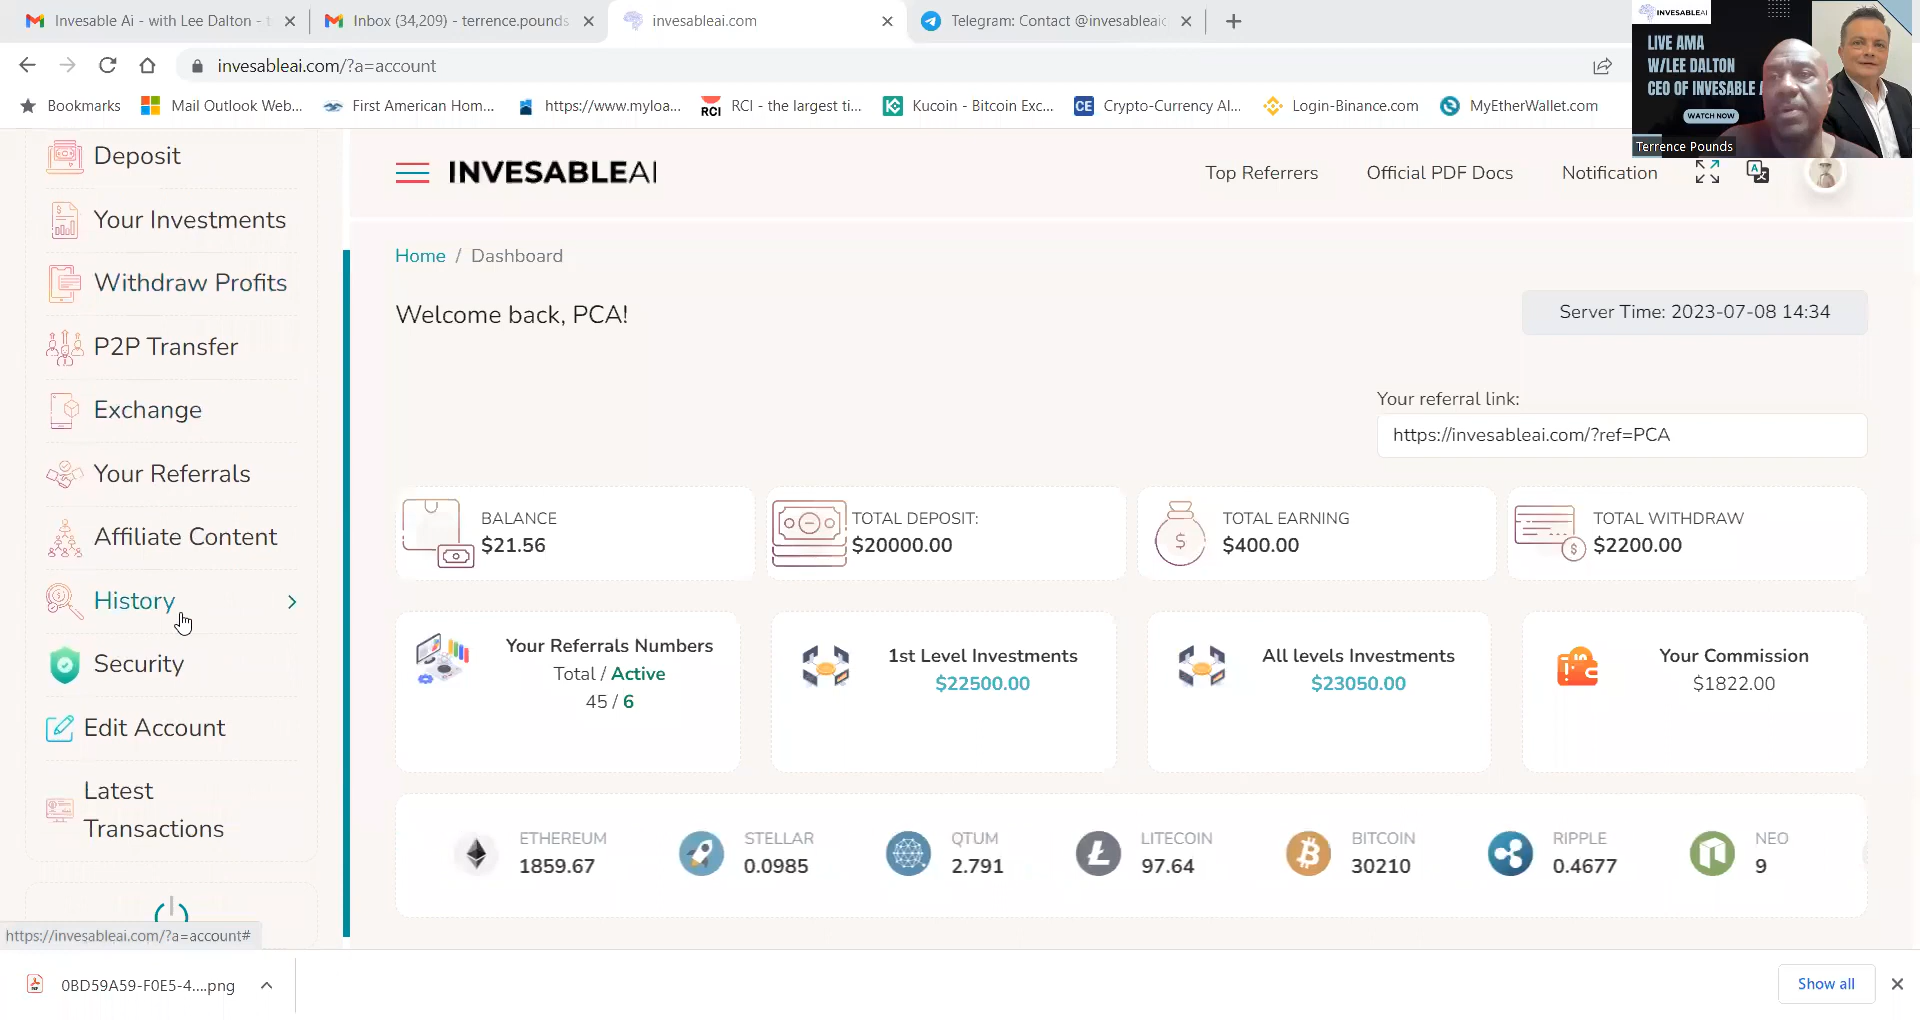 Invesable Ai - with Lee Dalton - t
Inbox (34,209) - terrence.pounds
invesableai.com
Telegram: Contact @invesableaic
invesableai.com/?a=account
Bookmarks
Mail Outlook Web...
First American Hom...
https://www.myloa...
RCI
RCI - the largest ti...
Kucoin - Bitcoin Exc...
CE
Crypto-Currency Al...
Login-Binance.com
MyEtherWallet.com
INVESABLEAI
LIVE AMA
W/LEE DALTON
CEO OF INVESABLE A
WATCH NOW
Terrence Pounds
Deposit
Your Investments
Withdraw Profits
P2P Transfer
Exchange
Your Referrals
Affiliate Content
History
Security
Edit Account
Latest
Transactions
https://invesableai.com/?a=account#
INVESABLEAI
Top Referrers
Official PDF Docs
Notification
Home / Dashboard
Welcome back, PCA!
Server Time: 2023-07-08 14:34
Your referral link:
https://invesableai.com/?ref=PCA
BALANCE
$21.56
TOTAL DEPOSIT:
$20000.00
TOTAL EARNING
$400.00
TOTAL WITHDRAW
$2200.00
Your Referrals Numbers
Total / Active
45 / 6
1st Level Investments
$22500.00
All levels Investments
$23050.00
Your Commission
$1822.00
ETHEREUM
1859.67
STELLAR
0.0985
QTUM
2.791
LITECOIN
97.64
BITCOIN
30210
RIPPLE
0.4677
NEO
9
0BD59A59-F0E5-4....png
Show all